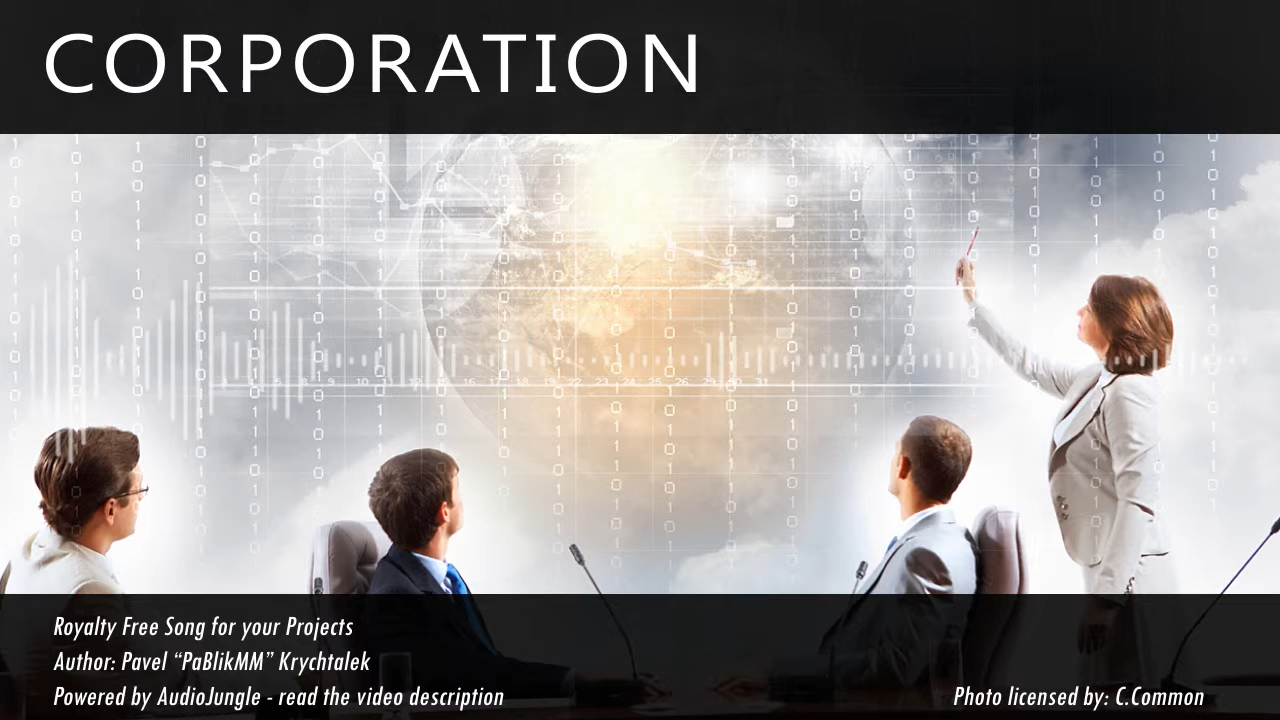 CORPORATION
Royalty Free Song for your Projects
Author: Pavel “PaBlikMM” Krychtalek
Powered by AudioJungle - read the video description
Photo licensed by: C.Common